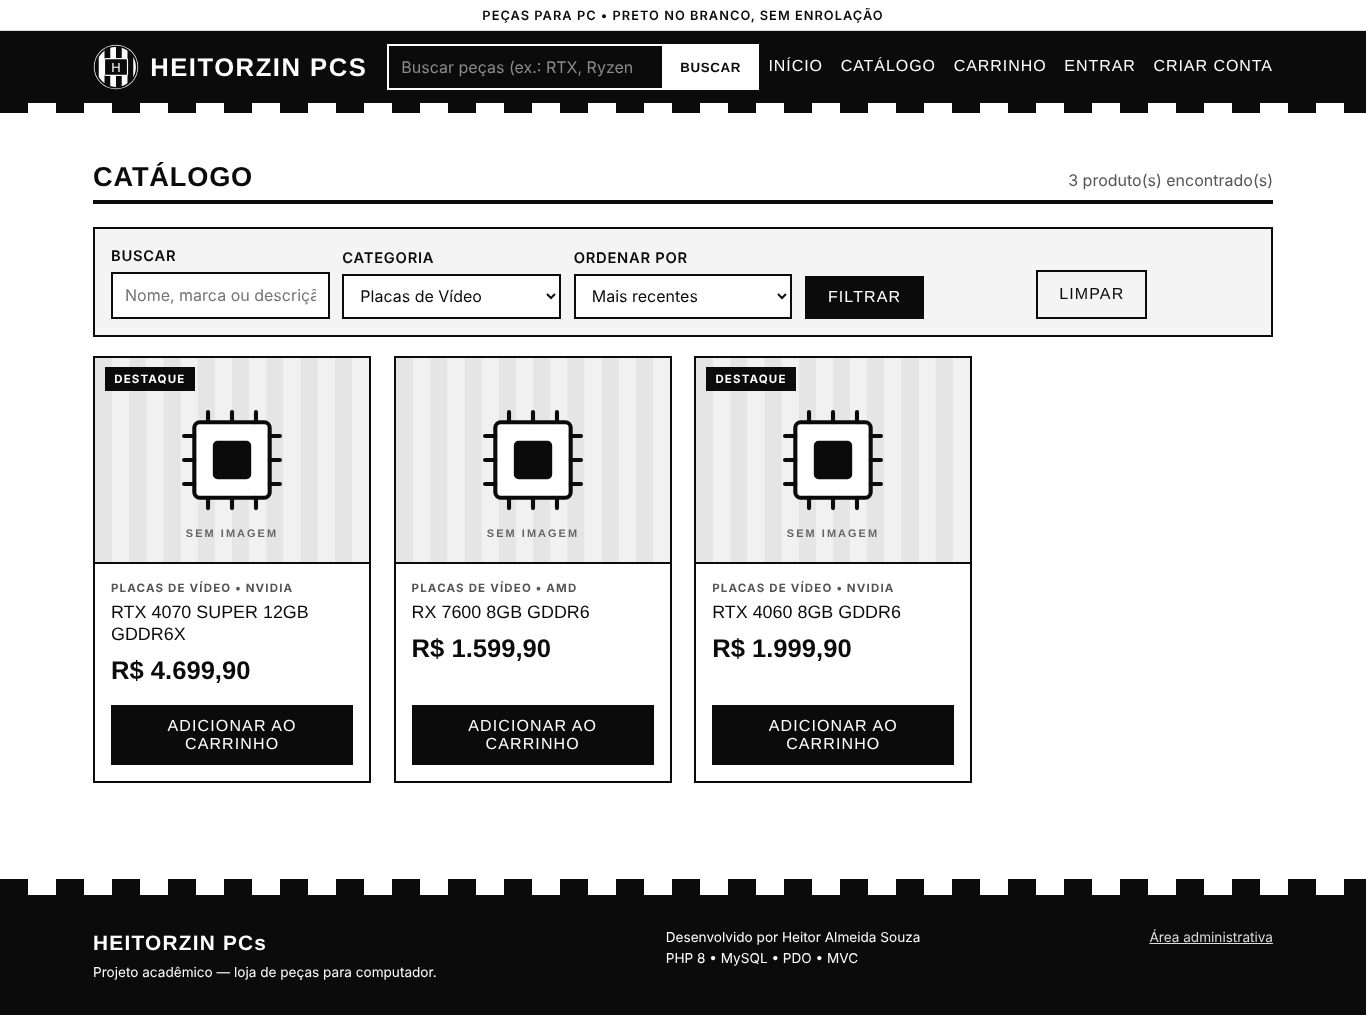 PEÇAS PARA PC • PRETO NO BRANCO, SEM ENROLAÇÃO
H HEITORZIN PCS
Buscar peças (ex.: RTX, Ryzen
BUSCAR
INÍCIO CATÁLOGO CARRINHO ENTRAR CRIAR CONTA
CATÁLOGO
3 produto(s) encontrado(s)
BUSCAR
Nome, marca ou descriçã
CATEGORIA
Placas de Vídeo
ORDENAR POR
Mais recentes
FILTRAR
LIMPAR
DESTAQUE
SEM IMAGEM
PLACAS DE VÍDEO • NVIDIA
RTX 4070 SUPER 12GB
GDDR6X
R$ 4.699,90
ADICIONAR AO
CARRINHO
SEM IMAGEM
PLACAS DE VÍDEO • AMD
RX 7600 8GB GDDR6
R$ 1.599,90
ADICIONAR AO
CARRINHO
DESTAQUE
SEM IMAGEM
PLACAS DE VÍDEO • NVIDIA
RTX 4060 8GB GDDR6
R$ 1.999,90
ADICIONAR AO
CARRINHO
HEITORZIN PCs
Projeto acadêmico — loja de peças para computador.
Desenvolvido por Heitor Almeida Souza
PHP 8 • MySQL • PDO • MVC
Área administrativa